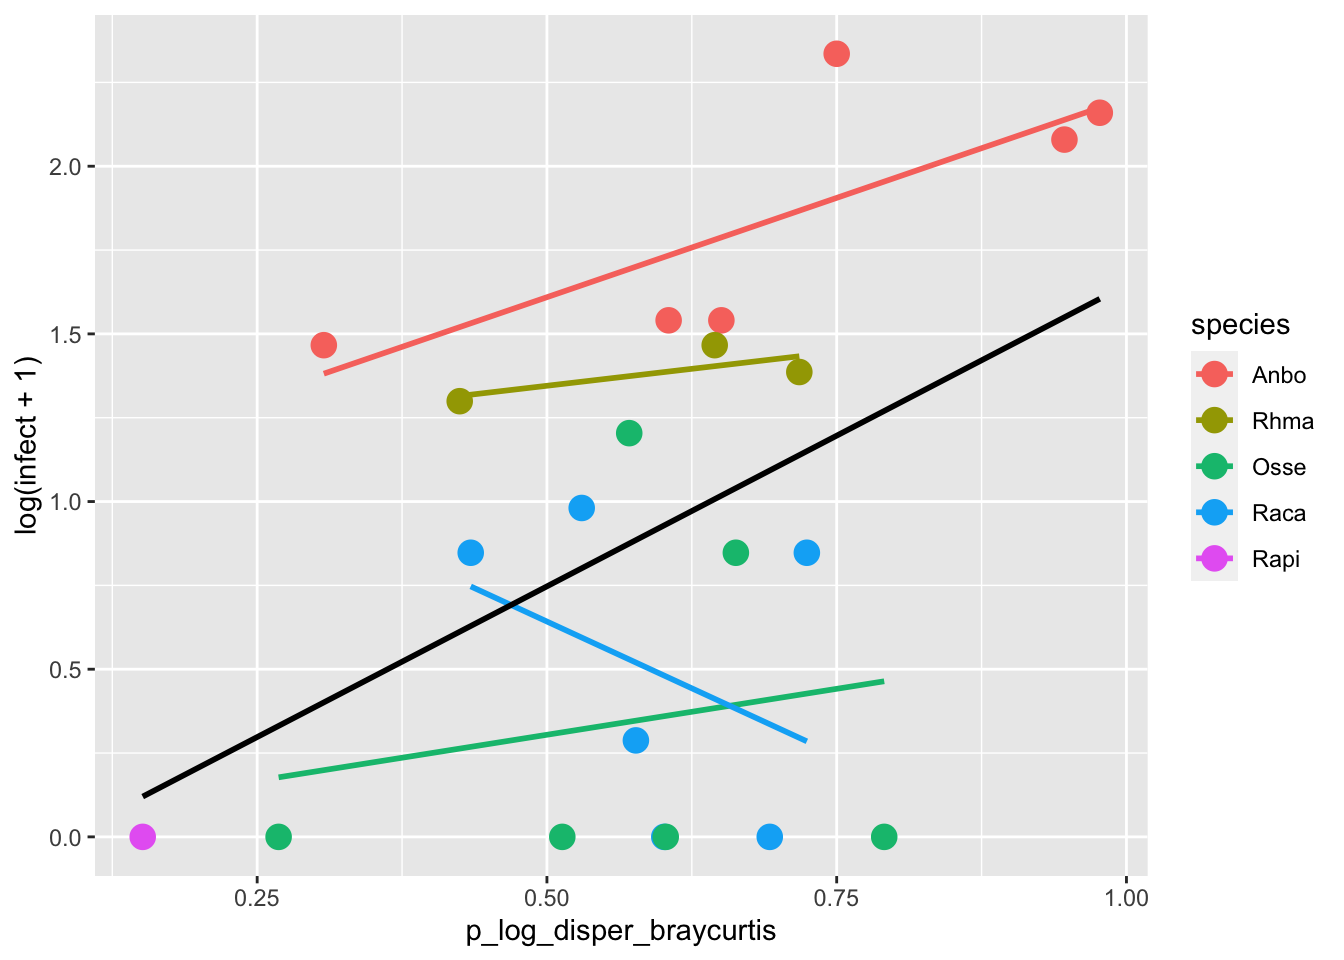 log(infect + 1)
2.0
1.5
1.0
0.5
0.0
0.25 0.50 0.75 1.00
p_log_disper_braycurtis
species
Anbo
Rhma
Osse
Raca
Rapi